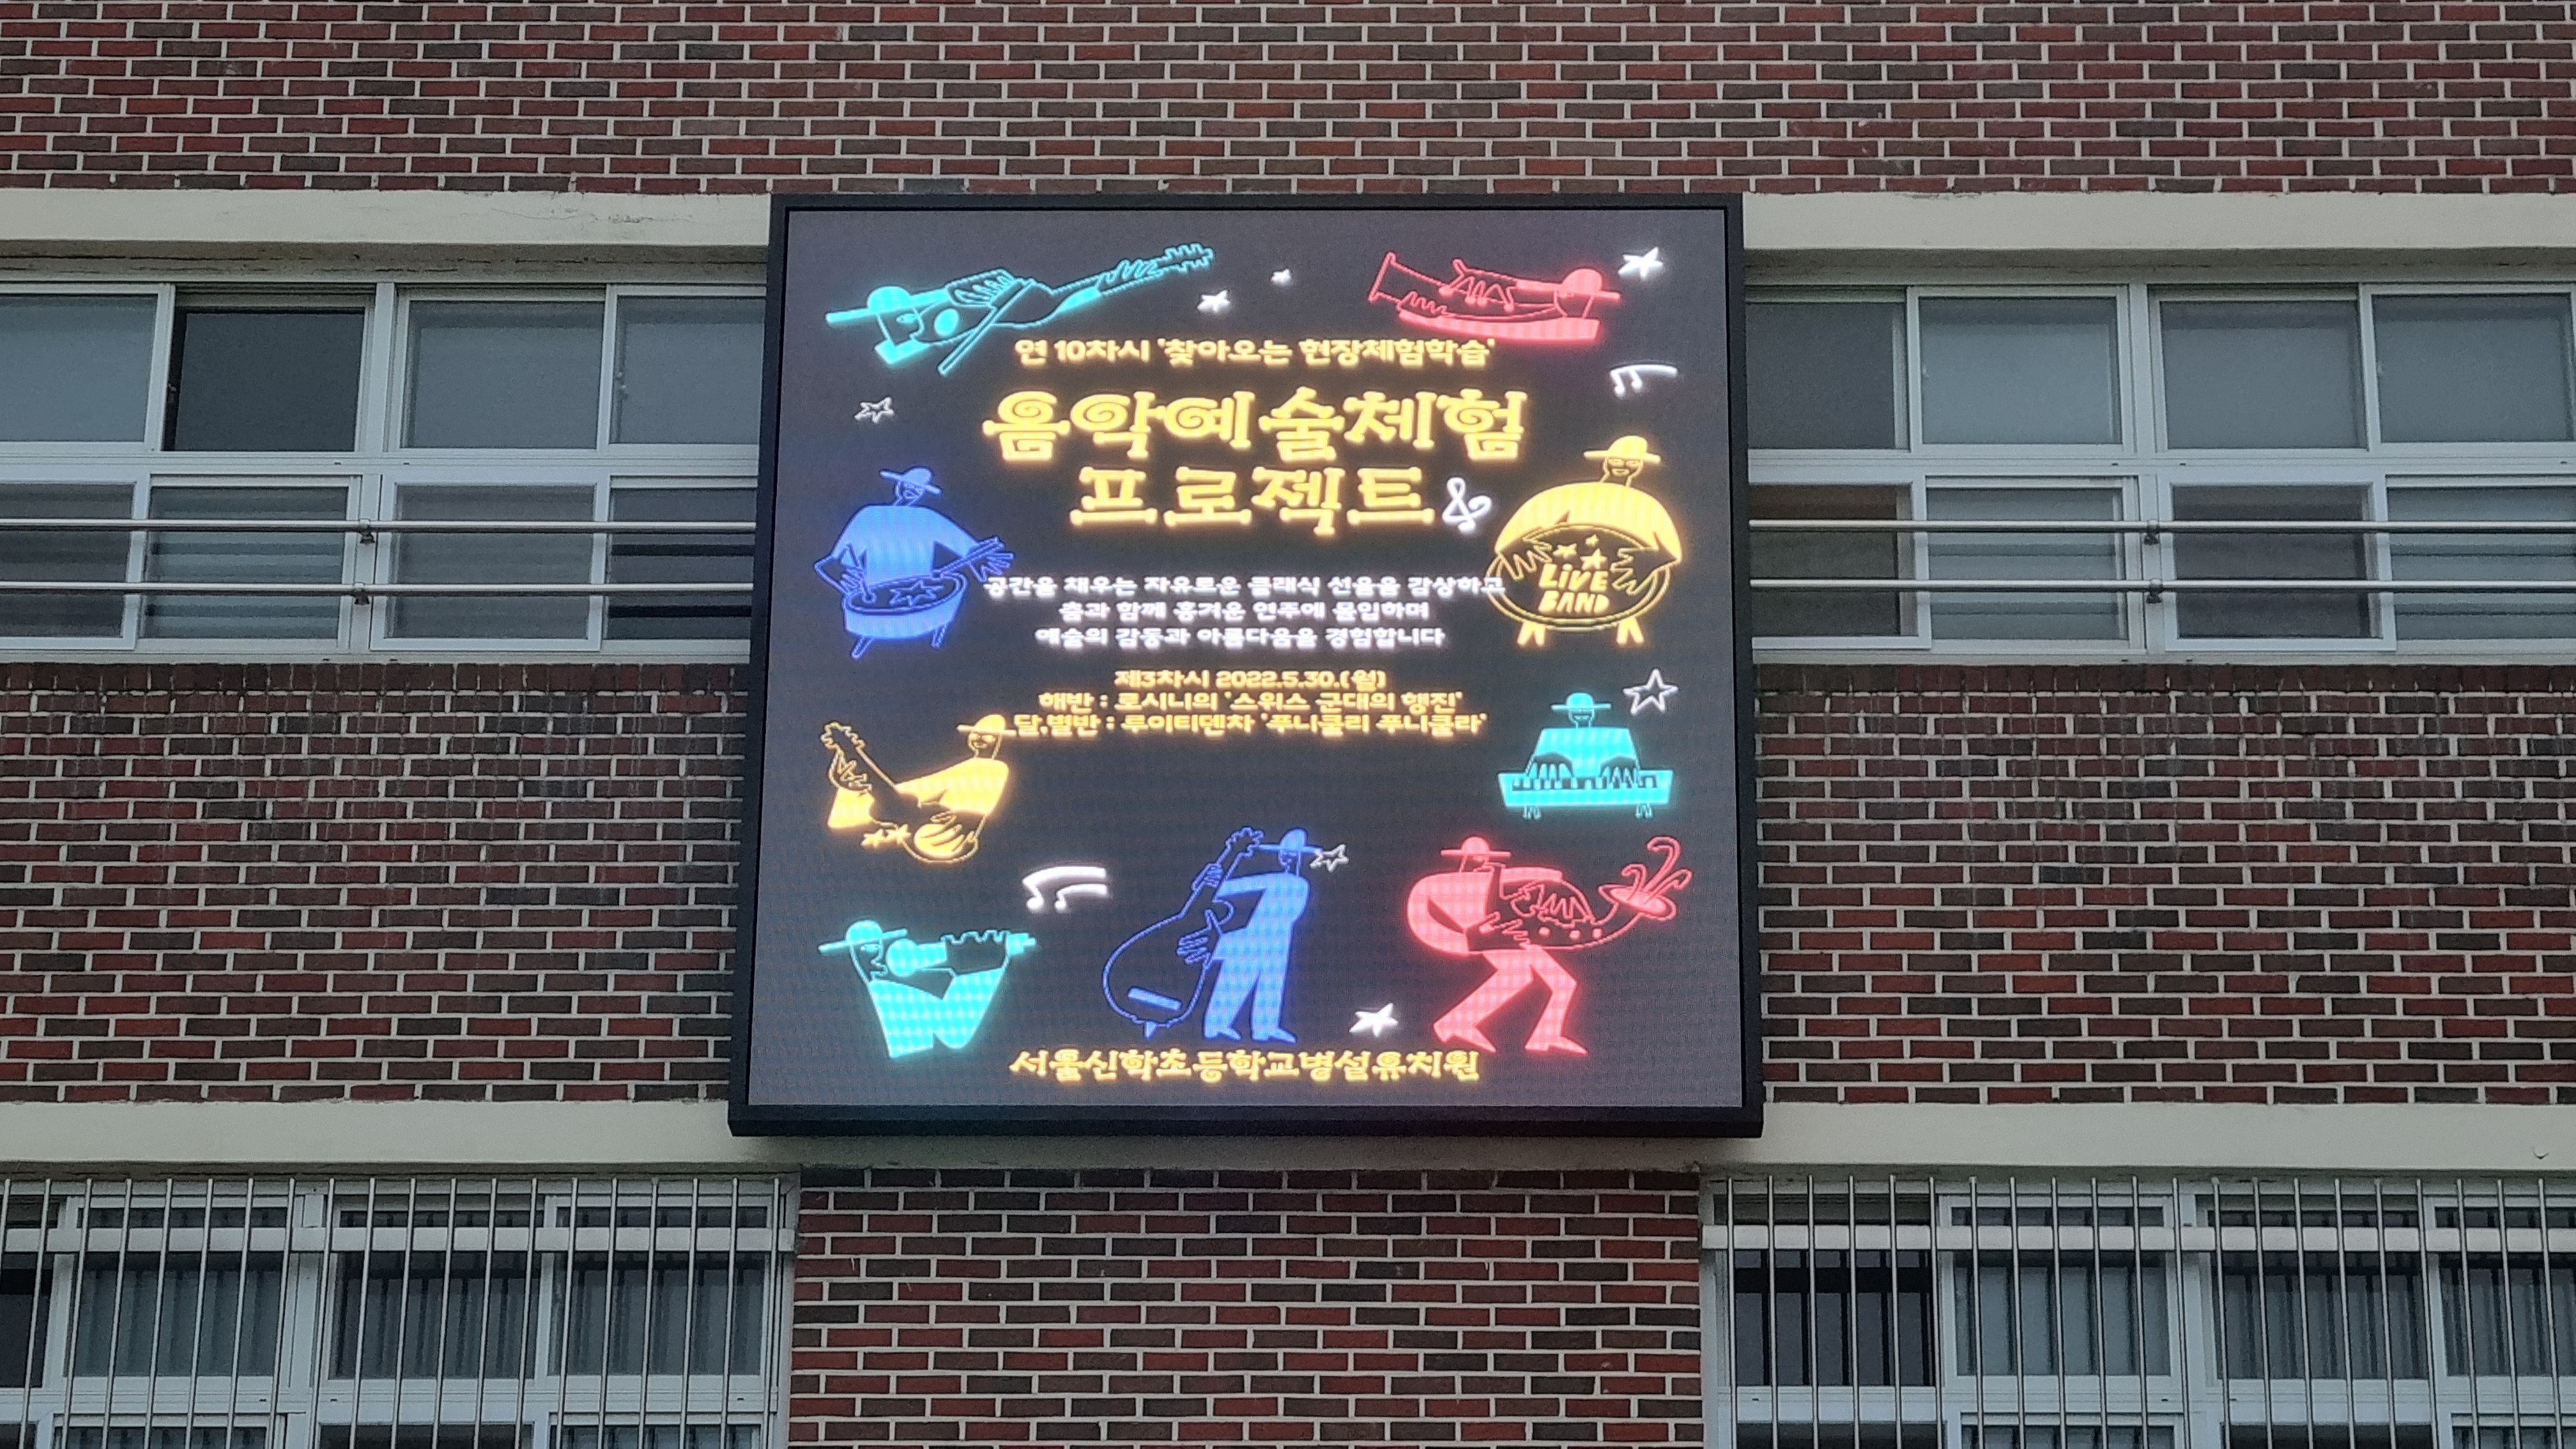 연 10차시 '찾아오는 현장체험학습'
음악예술체험
프로젝트
공간을 채우는 자유로운 클래식 선율을 감상하고
춤과 함께 흥겨운 연주에 몰입하며
예술의 감동과 아름다움을 경험합니다
LIVE
BAND
제3차시 2022.5.30.(월)
해반 : 로시니의 '스위스 군대의 행진'
달,별반 : 루이티덴차 '푸니쿨리 푸니쿨라'
서울신학초등학교병설유치원